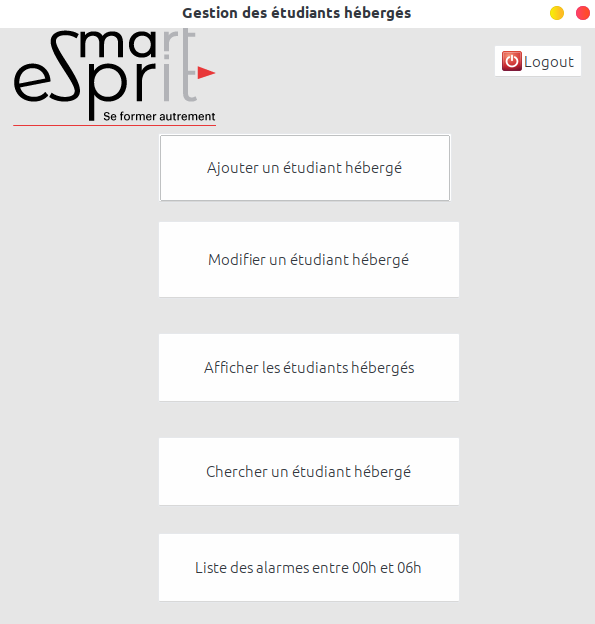 Gestion des étudiants hébergés
smart
esprit
Se former autrement
Logout
Ajouter un étudiant hébergé
Modifier un étudiant hébergé
Afficher les étudiants hébergés
Chercher un étudiant hébergé
Liste des alarmes entre 00h et 06h